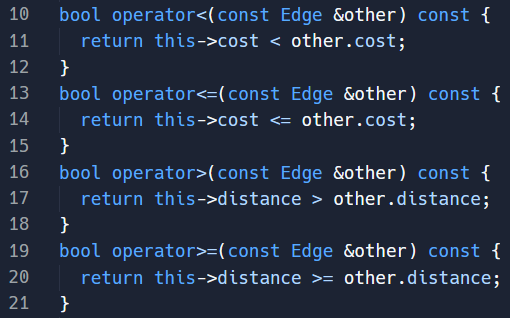 10 bool operator<(const Edge &other) const {
11   return this->cost < other.cost;
12 }
13 bool operator<=(const Edge &other) const {
14   return this->cost <= other.cost;
15 }
16 bool operator>(const Edge &other) const {
17   return this->distance > other.distance;
18 }
19 bool operator>=(const Edge &other) const {
20   return this->distance >= other.distance;
21 }